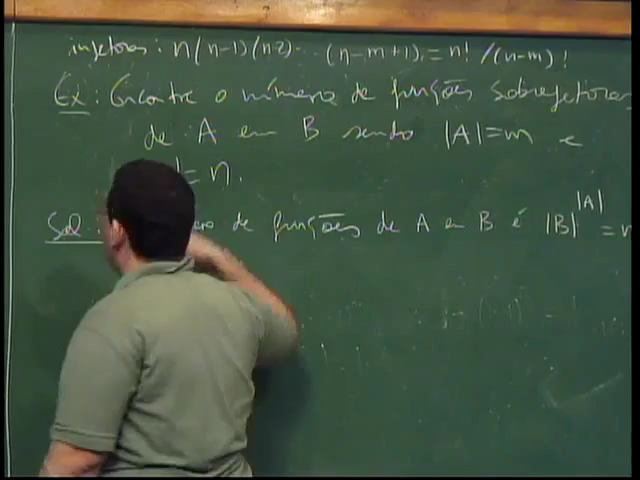 injetoras: n(n-1)(n-2)... (n-m+1) = n! /(n-m)!
Ex: Encontre o número de funções sobrejetoras
de A em B sendo |A|=m e
= n.
Sol: de funções de A em B é |B|^|A| =